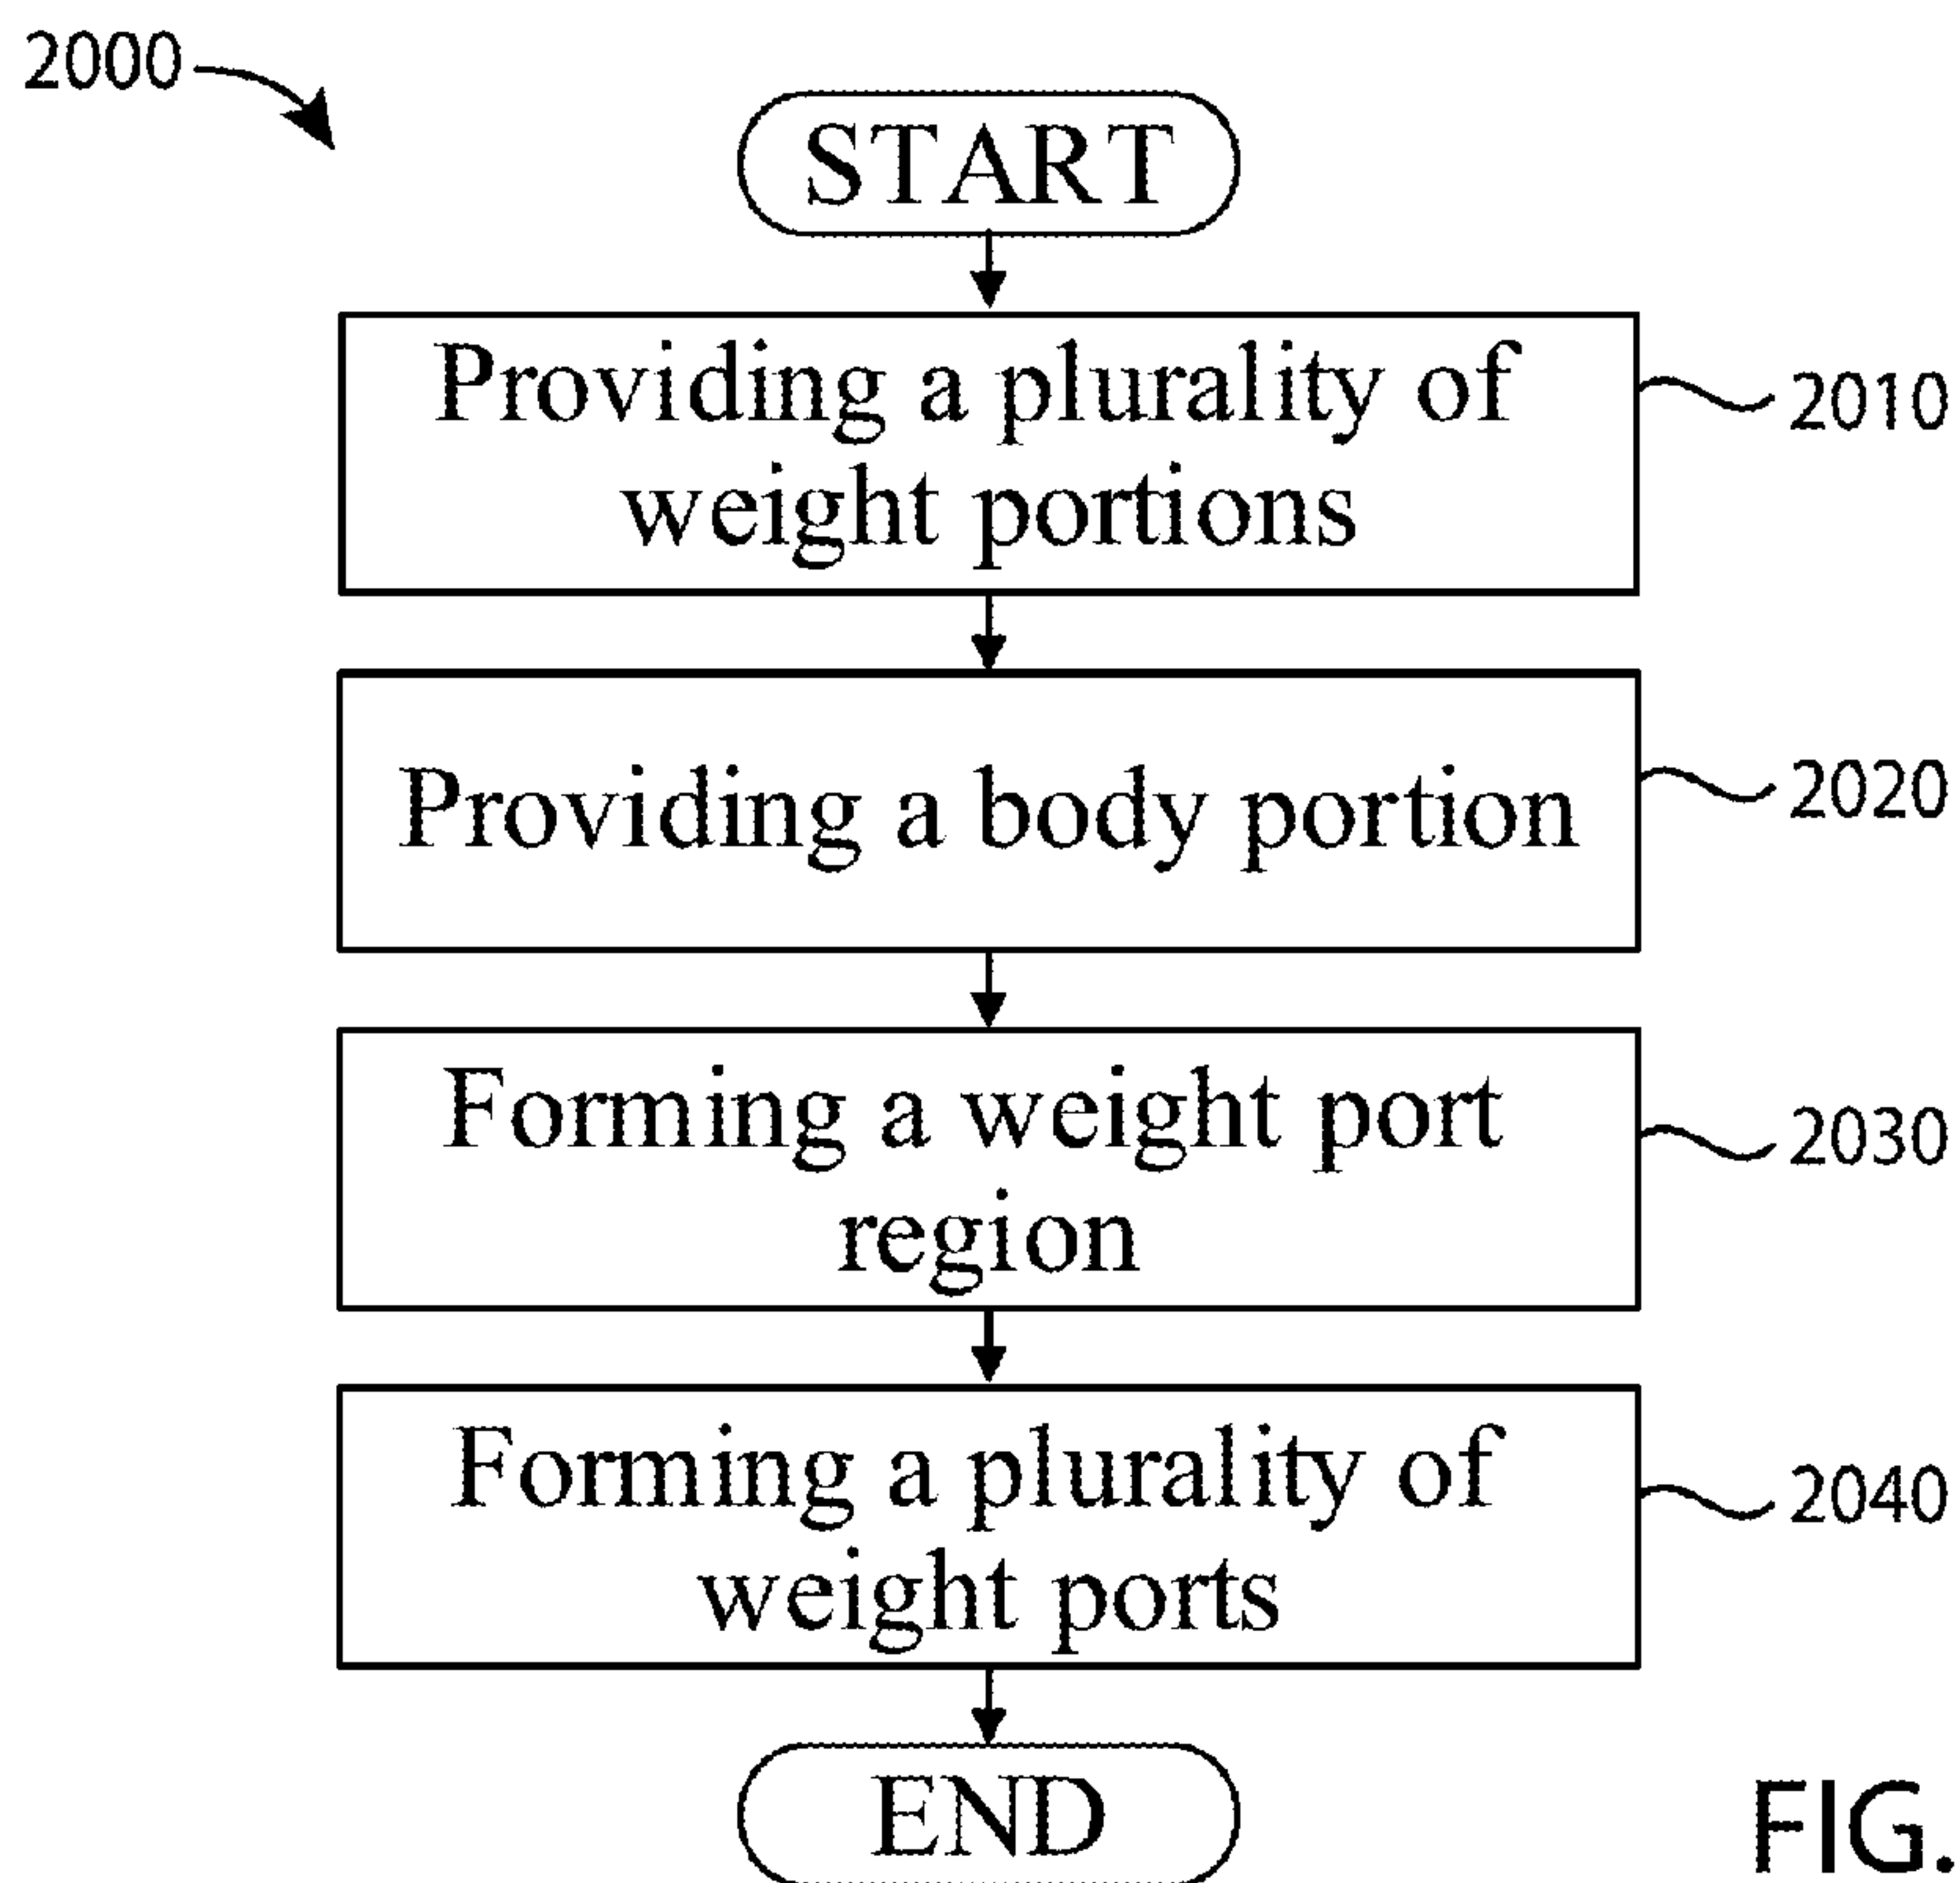 2000
START
Providing a plurality of
weight portions
2010
Providing a body portion
2020
Forming a weight port
region
2030
Forming a plurality of
weight ports
2040
END
FIG.